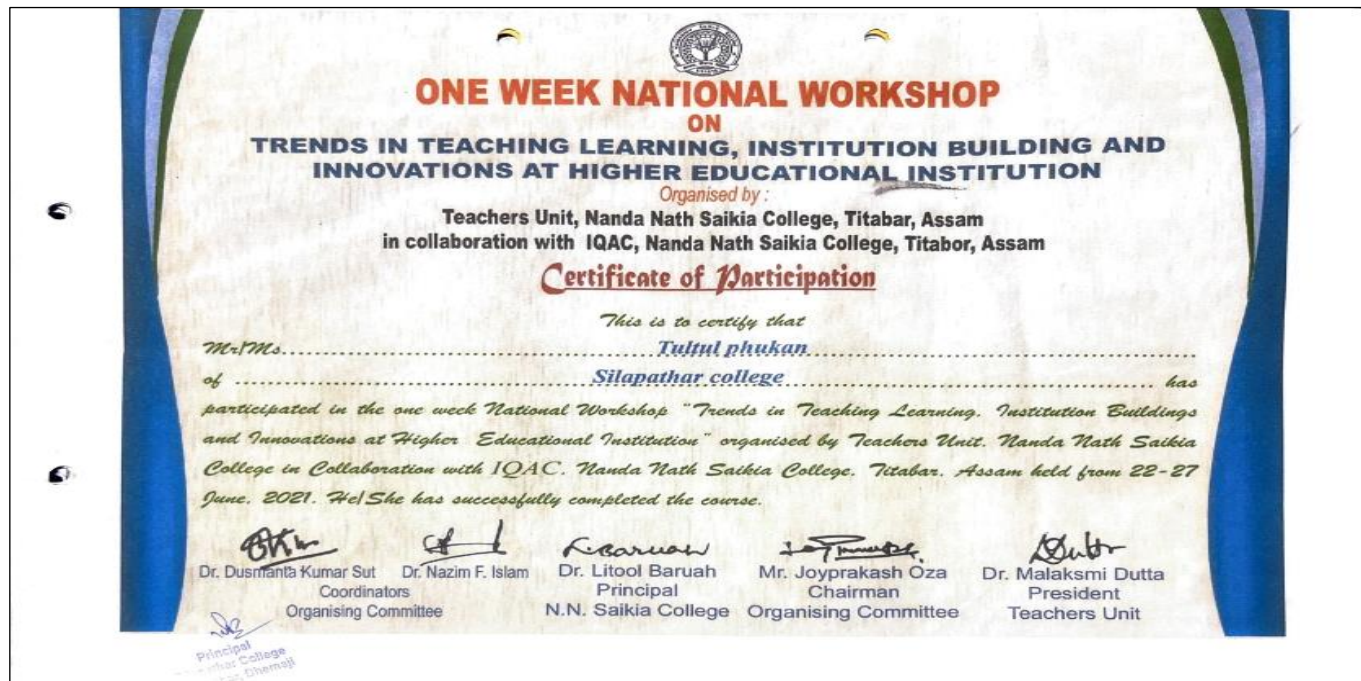 ONE WEEK NATIONAL WORKSHOP
ON
TRENDS IN TEACHING LEARNING, INSTITUTION BUILDING AND
INNOVATIONS AT HIGHER EDUCATIONAL INSTITUTION
Organised by :
Teachers Unit, Nanda Nath Saikia College, Titabar, Assam
in collaboration with IQAC, Nanda Nath Saikia College, Titabor, Assam
Certificate of Participation
This is to certify that
Mr/Ms. Tultul phukan
of Silapathar college has
participated in the one week National Workshop "Trends in Teaching Learning. Institution Buildings
and Innovations at Higher Educational Institution" organised by Teachers Unit. Nanda Nath Saikia
College in Collaboration with IQAC. Nanda Nath Saikia College. Titabar. Assam held from 22-27
June. 2021. He/She has successfully completed the course.
Dr. Dusmanta Kumar Sut Dr. Nazim F. Islam Dr. Litool Baruah Mr. Joyprakash Oza Dr. Malaksmi Dutta
Coordinators Principal Chairman President
Organising Committee N.N. Saikia College Organising Committee Teachers Unit
Principal
College
Dhemaji